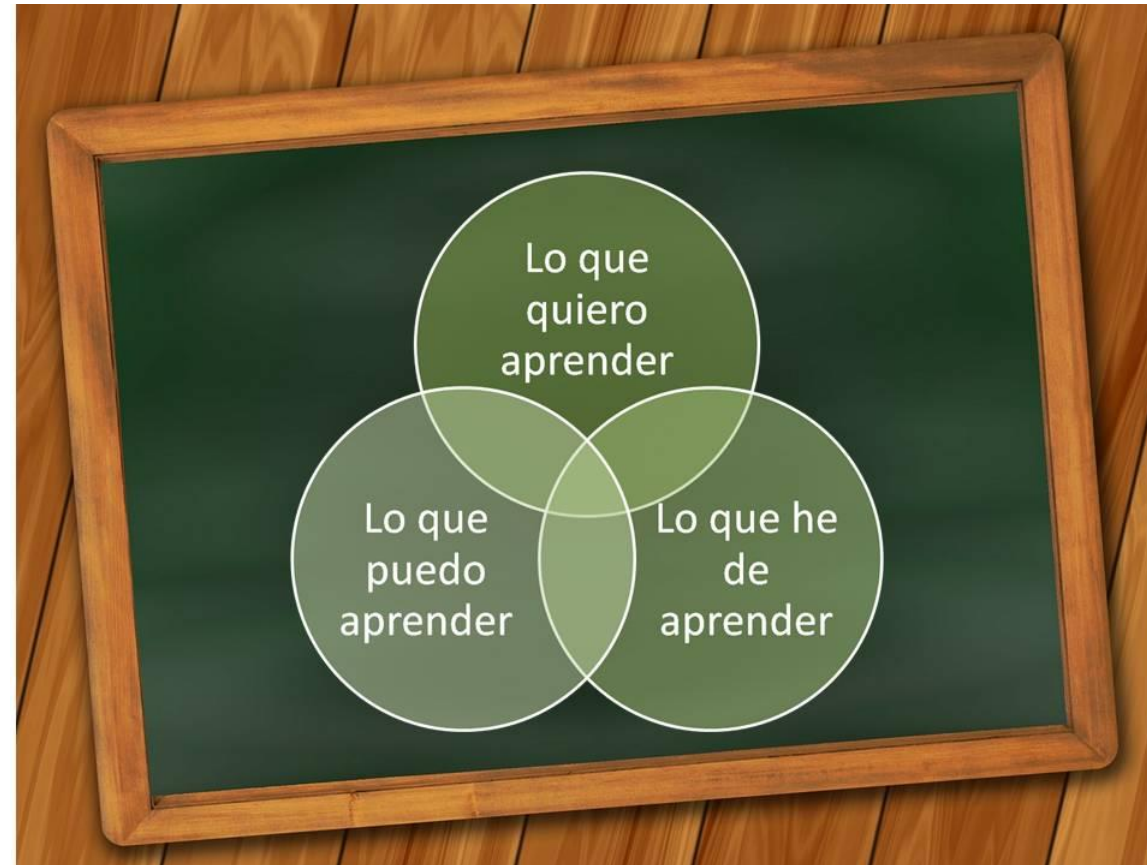 Lo que
quiero
aprender
Lo que
puedo
aprender
Lo que he
de
aprender